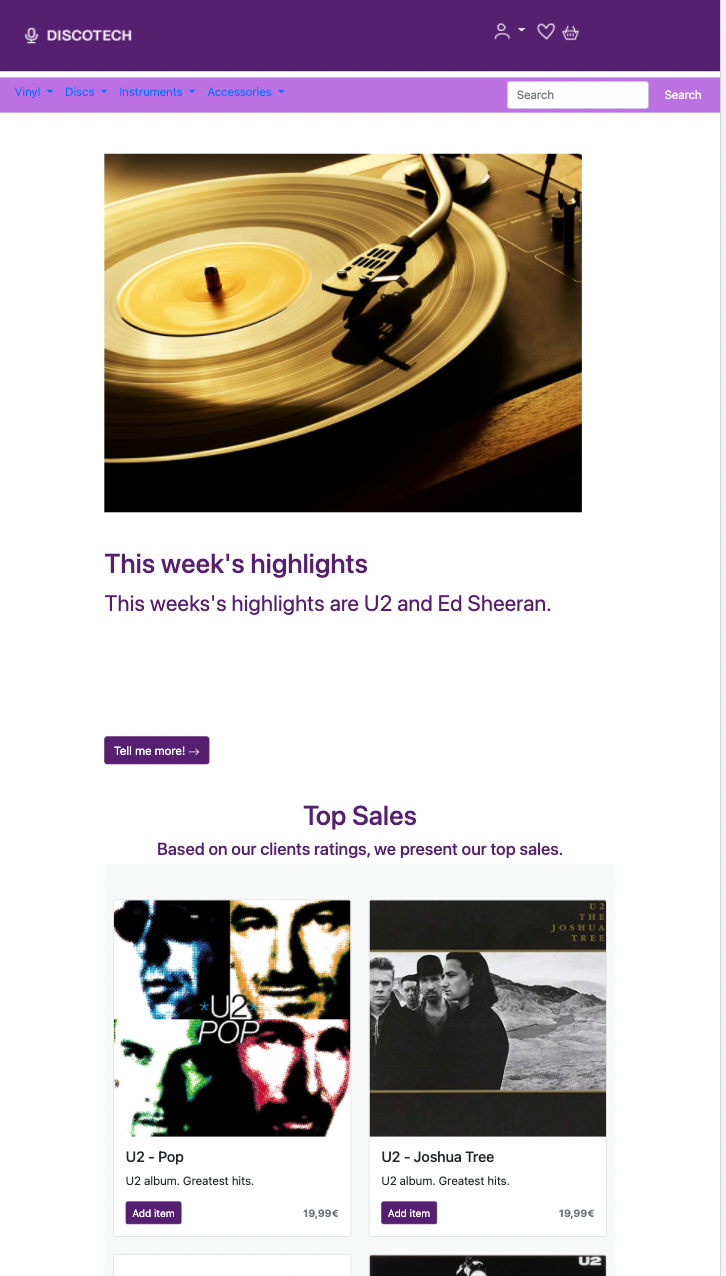 DISCOTECH
Vinyl Discs Instruments Accessories Search Search
This week's highlights
This weeks's highlights are U2 and Ed Sheeran.
Tell me more! →
Top Sales
Based on our clients ratings, we present our top sales.
*U2*
POP
U2
THE
JOSHUA
TREE
U2 - Pop
U2 album. Greatest hits.
Add item 19,99€
U2 - Joshua Tree
U2 album. Greatest hits.
Add item 19,99€
U2